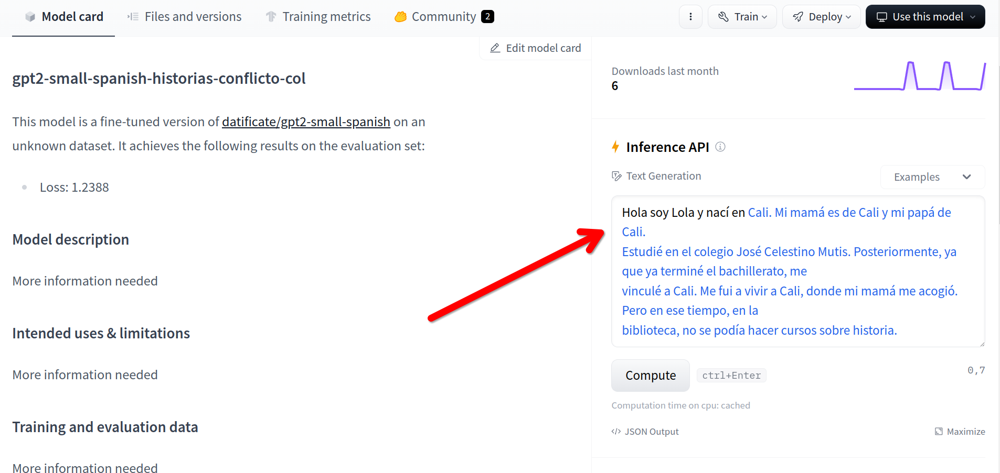 Model card
Files and versions
Training metrics
Community 2
Train
Deploy
Use this model
Edit model card
gpt2-small-spanish-historias-conflicto-col
This model is a fine-tuned version of datificate/gpt2-small-spanish on an
unknown dataset. It achieves the following results on the evaluation set:
Loss: 1.2388
Model description
More information needed
Intended uses & limitations
More information needed
Training and evaluation data
More information needed
Downloads last month
6
Inference API
Text Generation
Examples
Hola soy Lola y nací en Cali. Mi mamá es de Cali y mi papá de
Cali.
Estudié en el colegio José Celestino Mutis. Posteriormente, ya
que ya terminé el bachillerato, me
vinculé a Cali. Me fui a vivir a Cali, donde mi mamá me acogió.
Pero en ese tiempo, en la
biblioteca, no se podía hacer cursos sobre historia.
Compute
ctrl+Enter
0,7
Computation time on cpu: cached
</> JSON Output
Maximize